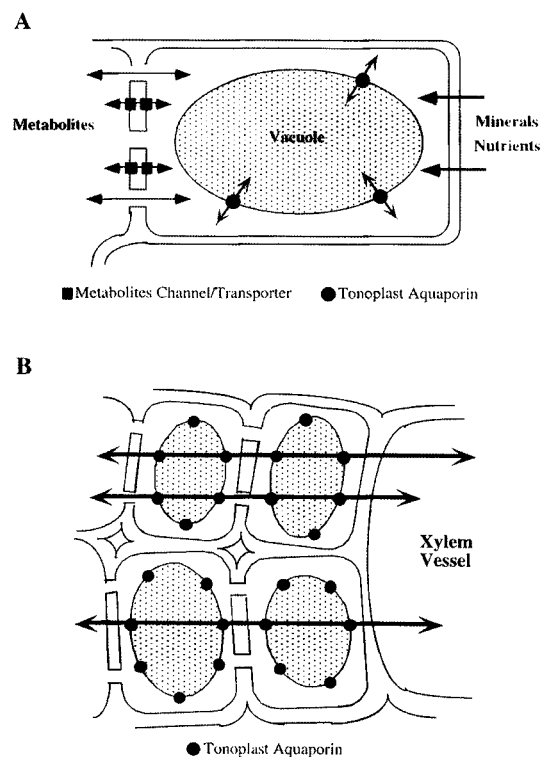 A
Metabolites
Vacuole
Minerals
Nutrients
Metabolites Channel/Transporter
Tonoplast Aquaporin
B
Xylem
Vessel
Tonoplast Aquaporin